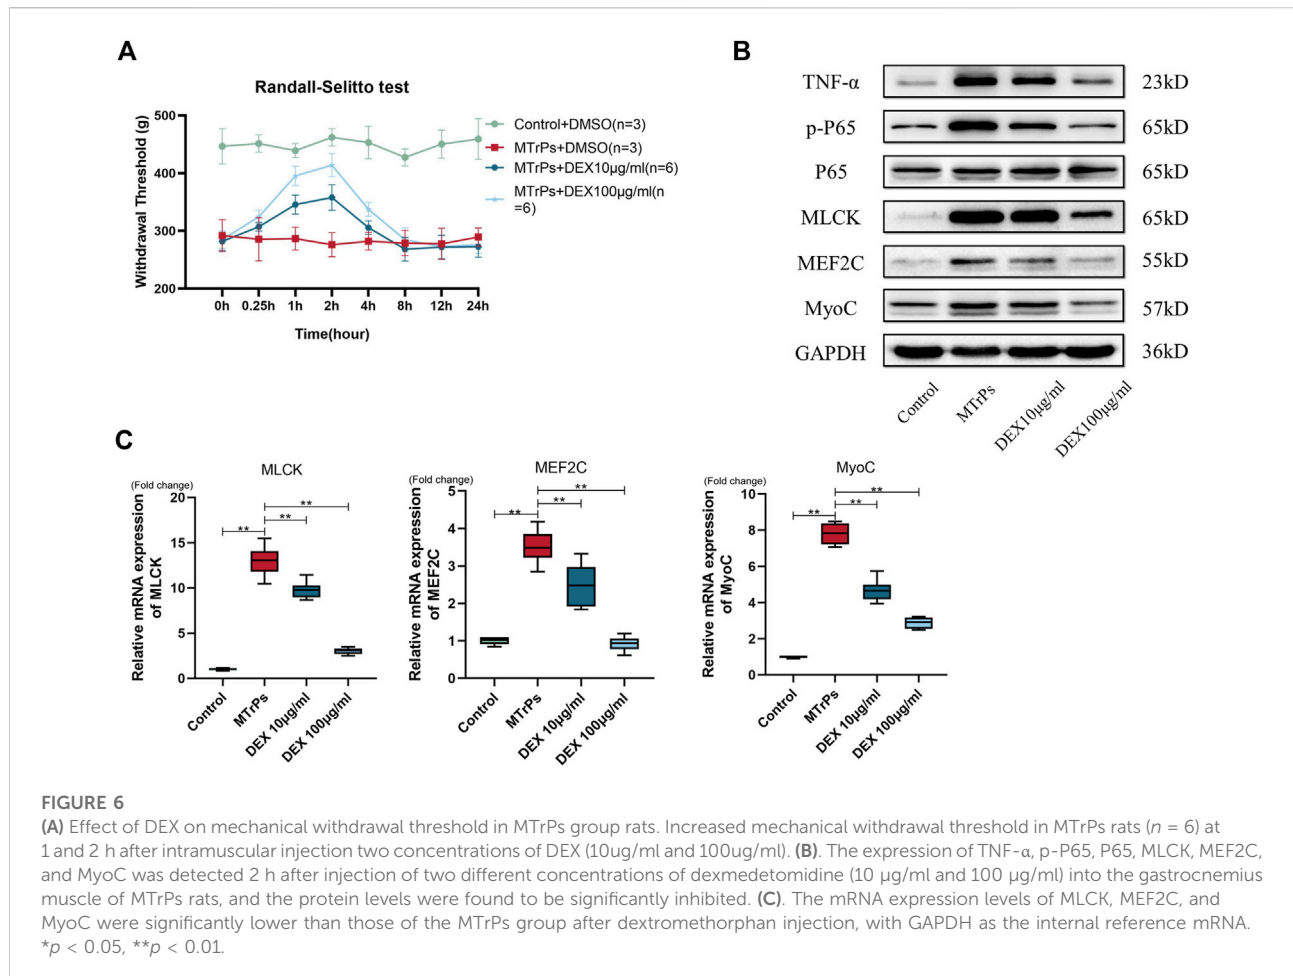 A
Randall-Selitto test
Withdrawal Threshold (g)
500
400
300
200
0h 0.25h 1h 2h 4h 8h 12h 24h
Time(hour)
Control+DMSO(n=3)
MTrPs+DMSO(n=3)
MTrPs+DEX10μg/ml(n=6)
MTrPs+DEX100μg/ml(n
=6)
B
TNF-α 23kD
p-P65 65kD
P65 65kD
MLCK 65kD
MEF2C 55kD
MyoC 57kD
GAPDH 36kD
Control MTrPs DEX10μg/ml DEX100μg/ml
C
MLCK
(Fold change)
Relative mRNA expression
of MLCK
20
15
10
5
0
** ** **
Control MTrPs DEX 10μg/ml DEX 100μg/ml
MEF2C
(Fold change)
Relative mRNA expression
of MEF2C
5
4
3
2
1
0
** ** **
Control MTrPs DEX 10μg/ml DEX 100μg/ml
MyoC
(Fold change)
Relative mRNA expression
of MyoC
10
8
6
4
2
0
** ** **
Control MTrPs DEX 10μg/ml DEX 100μg/ml
FIGURE 6
(A) Effect of DEX on mechanical withdrawal threshold in MTrPs group rats. Increased mechanical withdrawal threshold in MTrPs rats (n = 6) at
1 and 2 h after intramuscular injection two concentrations of DEX (10ug/ml and 100ug/ml). (B). The expression of TNF-α, p-P65, P65, MLCK, MEF2C,
and MyoC was detected 2 h after injection of two different concentrations of dexmedetomidine (10 μg/ml and 100 μg/ml) into the gastrocnemius
muscle of MTrPs rats, and the protein levels were found to be significantly inhibited. (C). The mRNA expression levels of MLCK, MEF2C, and
MyoC were significantly lower than those of the MTrPs group after dextromethorphan injection, with GAPDH as the internal reference mRNA.
*p < 0.05, **p < 0.01.